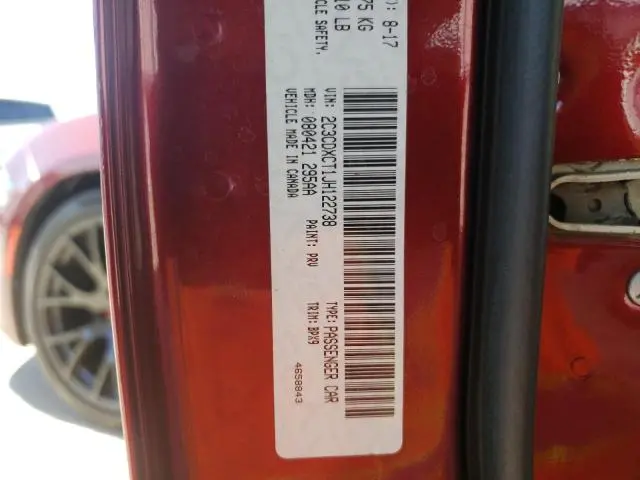 ): 8-17
75 KG
10 LB
CLE SAFETY,
VIN: 2C3CDXCT1JH122738
TYPE: PASSENGER CAR
MDH: 080421 295AA
PAINT: PRV
TRIM: BPX9
VEHICLE MADE IN CANADA
4658843